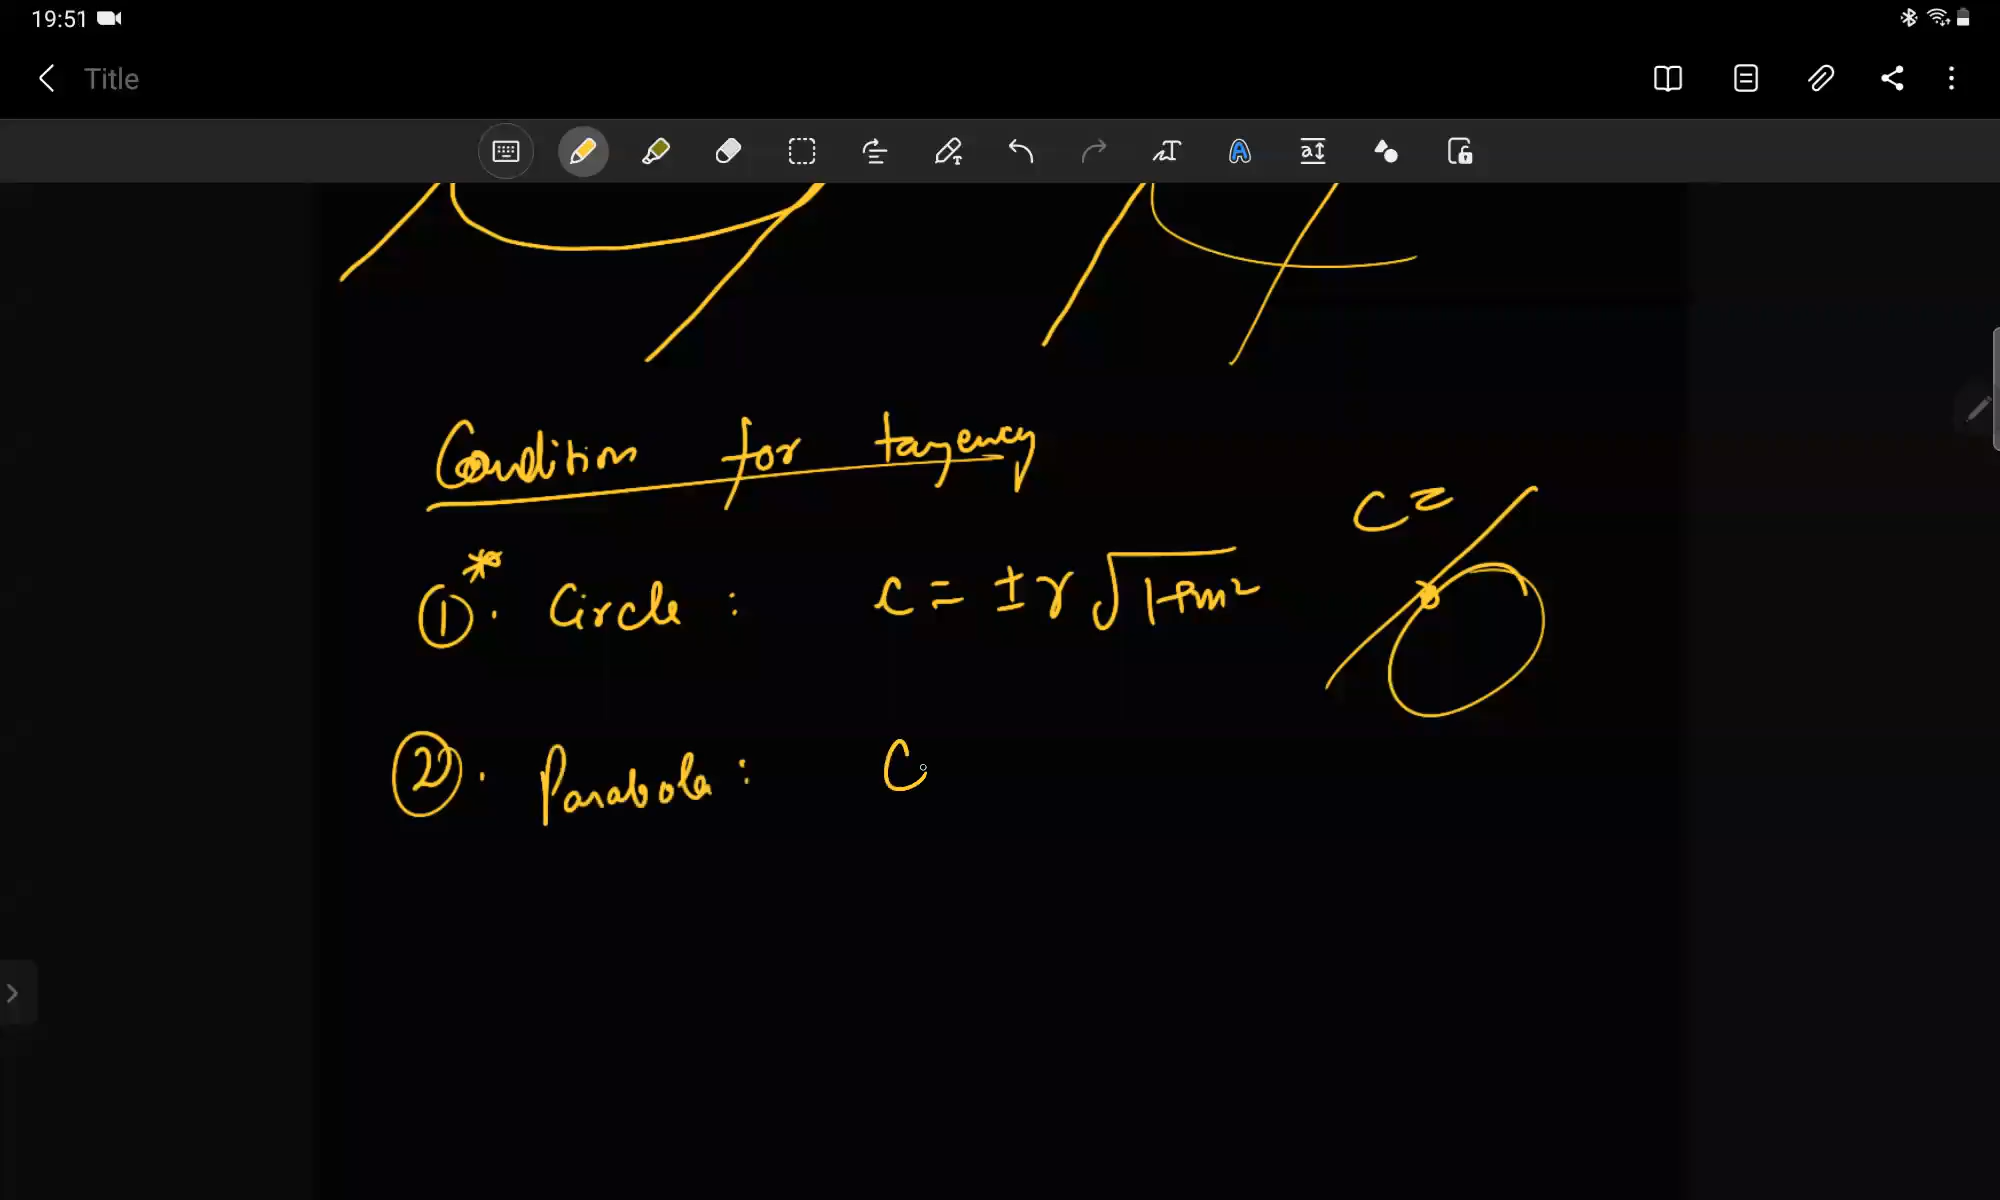 19:51
Title
Condition for tangency
C =
①*. Circle : c = ±r √1+m²
②. Parabola : C